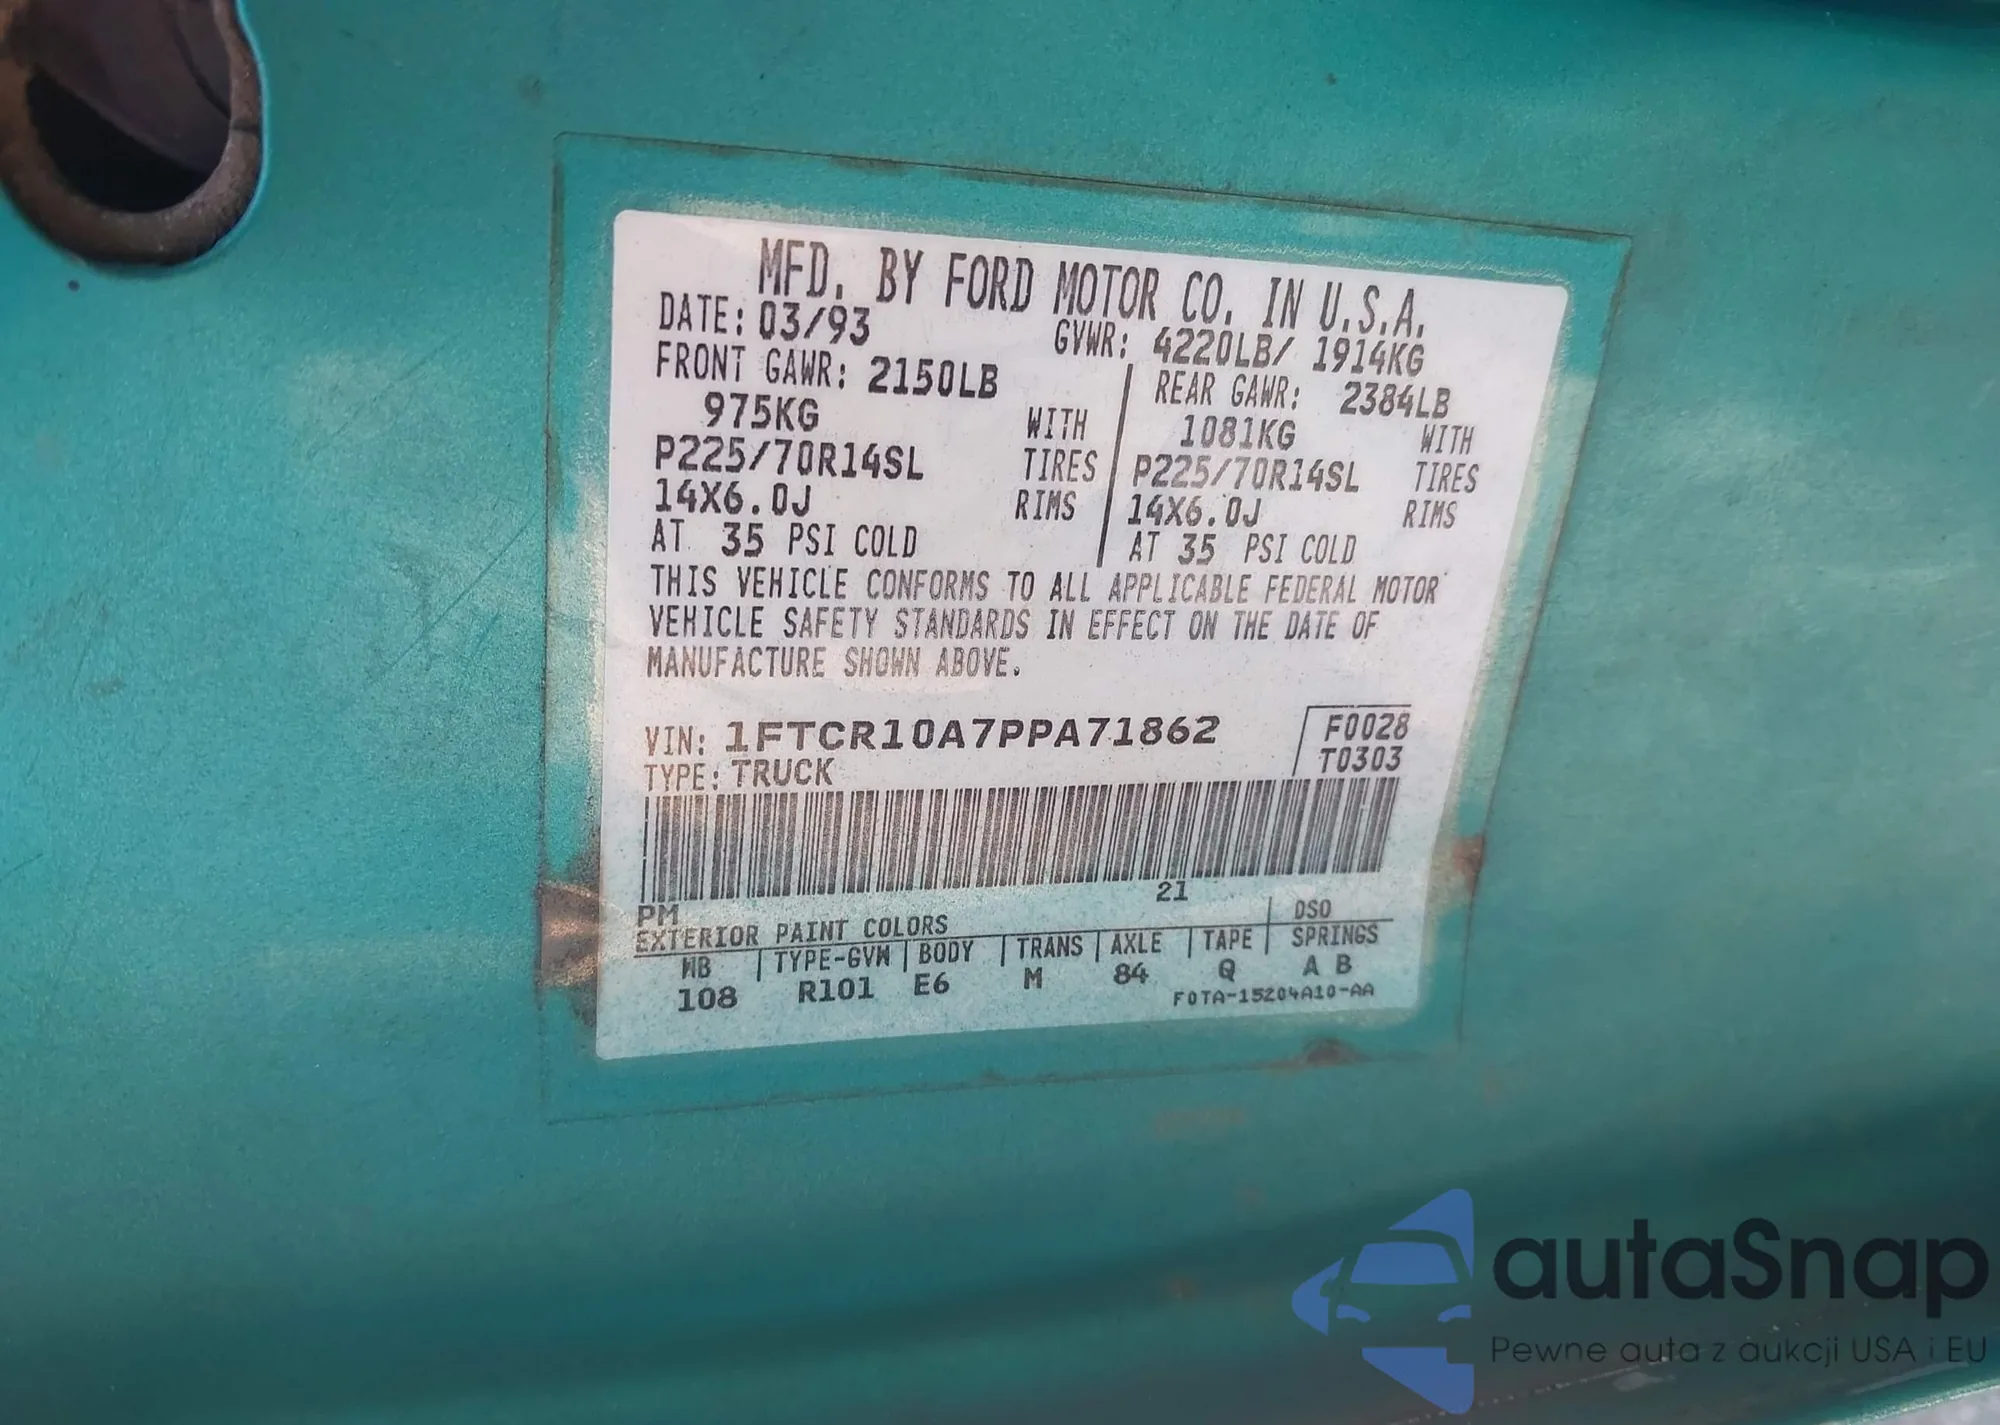 MFD. BY FORD MOTOR CO. IN U.S.A.
DATE: 03/93 GVWR: 4220LB/ 1914KG
FRONT GAWR: 2150LB REAR GAWR: 2384LB
975KG WITH 1081KG WITH
P225/70R14SL TIRES P225/70R14SL TIRES
14X6.0J RIMS 14X6.0J RIMS
AT 35 PSI COLD AT 35 PSI COLD
THIS VEHICLE CONFORMS TO ALL APPLICABLE FEDERAL MOTOR
VEHICLE SAFETY STANDARDS IN EFFECT ON THE DATE OF
MANUFACTURE SHOWN ABOVE.
VIN: 1FTCR10A7PPA71862 F0028
TYPE: TRUCK T0303
21
PM
EXTERIOR PAINT COLORS DSO
WB TYPE-GVW BODY TRANS AXLE TAPE SPRINGS
108 R101 E6 M 84 Q A B
F0TA-15204A10-AA
autaSnap
Pewne auta z aukcji USA i EU